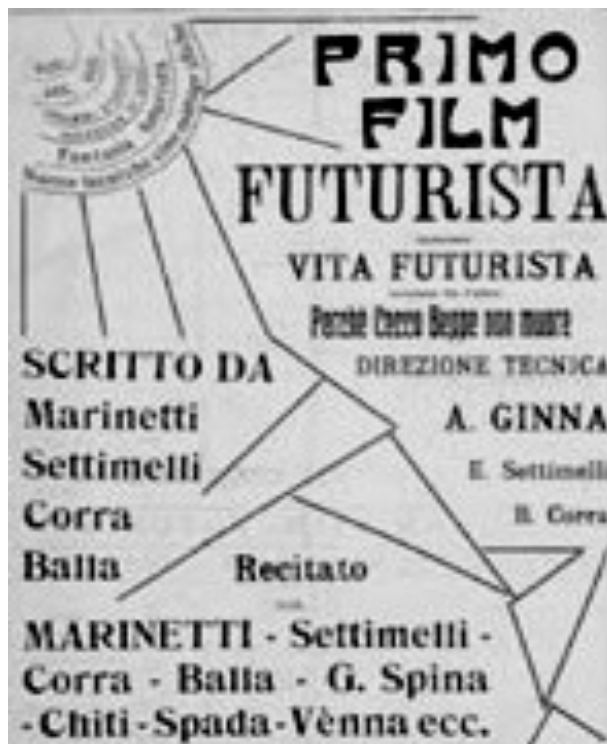 PRIMO
FILM
FUTURISTA
VITA FUTURISTA
Perchè Cecco Beppe non muore
DIREZIONE TECNICA
SCRITTO DA
Marinetti
A. GINNA
Settimelli
E. Settimelli
Corra
B. Corra
Balla
Recitato
MARINETTI - Settimelli -
Corra - Balla - G. Spina
- Chiti - Spada - Vènna ecc.